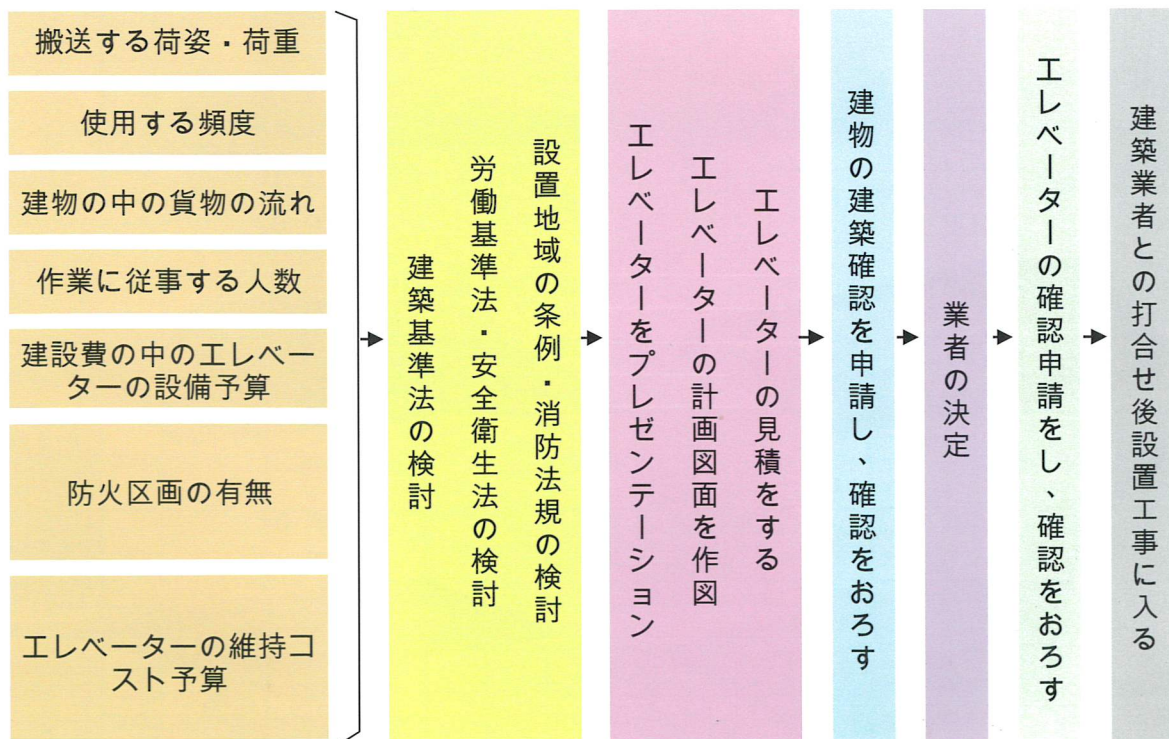 搬送する荷姿・荷重
使用する頻度
建物の中の貨物の流れ
作業に従事する人数
建設費の中のエレベー
ターの設備予算
防火区画の有無
エレベーターの維持コ
スト予算
設置地域の条例・消防法規の検討
労働基準法・安全衛生法の検討
建築基準法の検討
エレベーターの見積をする
エレベーターの計画図面を作図
エレベーターをプレゼンテーション
建物の建築確認を申請し、確認をおろす
業者の決定
エレベーターの確認申請をし、確認をおろす
建築業者との打合せ後設置工事に入る